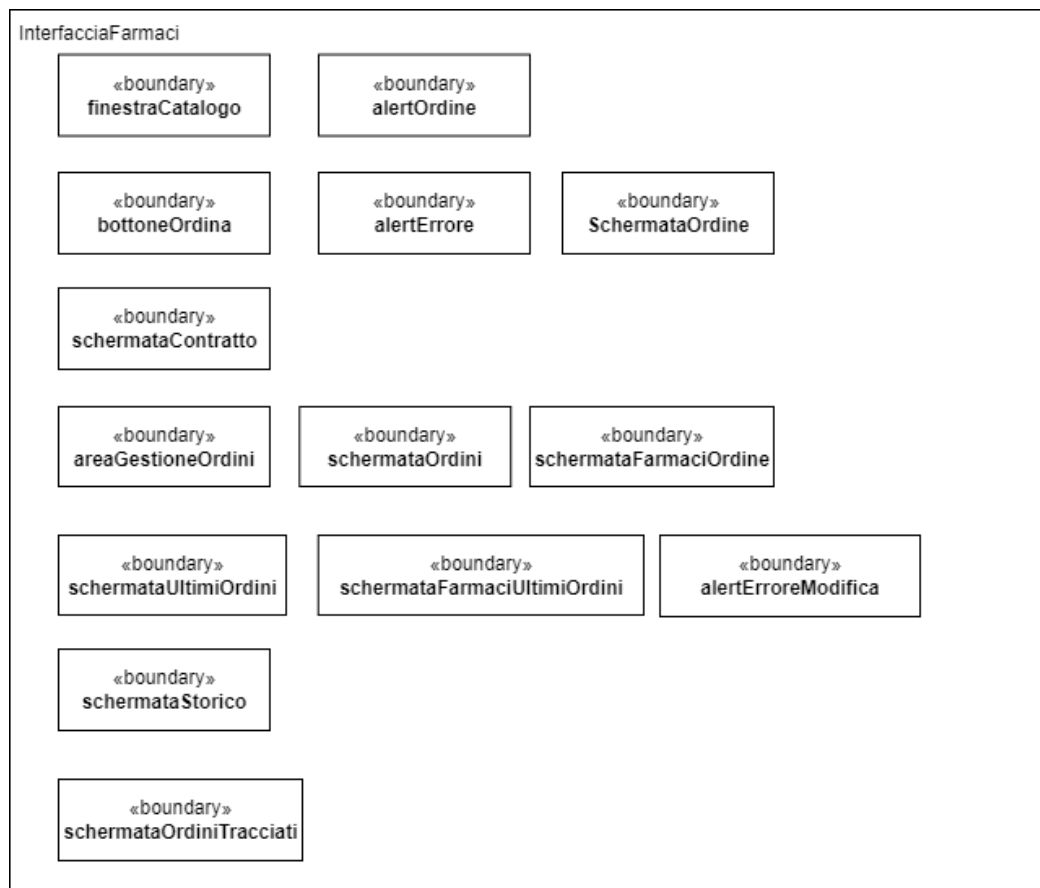 InterfacciaFarmaci
«boundary»
finestraCatalogo
«boundary»
alertOrdine
«boundary»
bottoneOrdina
«boundary»
alertErrore
«boundary»
SchermataOrdine
«boundary»
schermataContratto
«boundary»
areaGestioneOrdini
«boundary»
schermataOrdini
«boundary»
schermataFarmaciOrdine
«boundary»
schermataUltimiOrdini
«boundary»
schermataFarmaciUltimiOrdini
«boundary»
alertErroreModifica
«boundary»
schermataStorico
«boundary»
schermataOrdiniTracciati